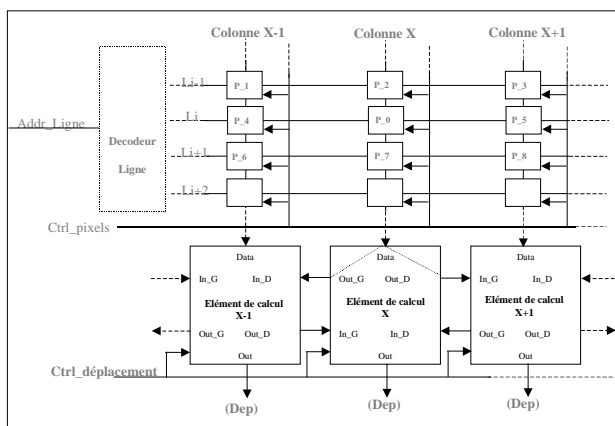 Colonne X-1 Colonne X Colonne X+1
Li-1 P_1 P_2 P_3
Addr_Ligne Li P_4 P_0 P_5
Decodeur
Ligne
Li+1 P_6 P_7 P_8
Li+2
Ctrl_pixels
Data Data Data
In_G In_D Out_G Out_D In_G In_D
Elément de calcul X-1 Elément de calcul X Elément de calcul X+1
Out_G Out_D In_G In_D Out_G Out_D
Out Out Out
Ctrl_déplacement
(Dep) (Dep) (Dep)